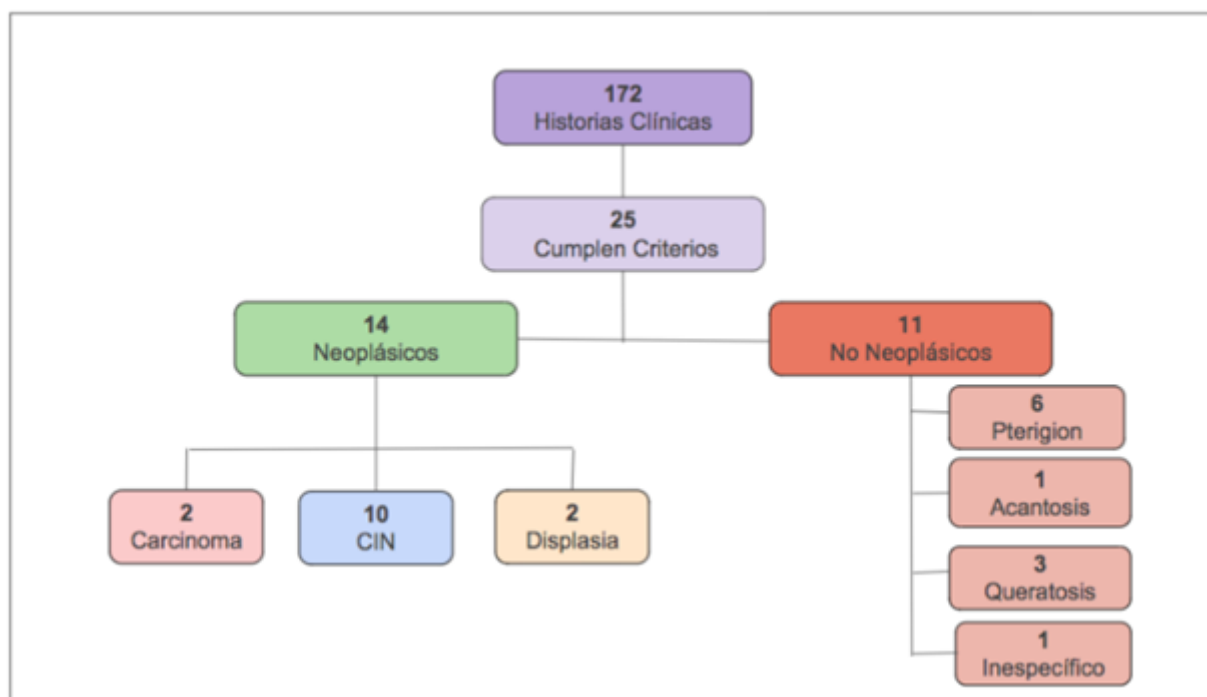 172
Historias Clínicas
25
Cumplen Criterios
14
Neoplásicos
11
No Neoplásicos
6
Pterigion
1
Acantosis
3
Queratosis
1
Inespecífico
2
Carcinoma
10
CIN
2
Displasia